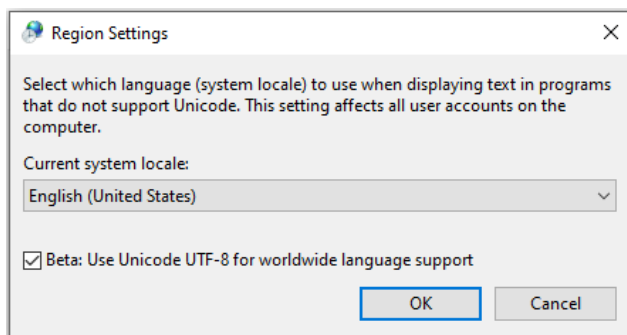 Region Settings
Select which language (system locale) to use when displaying text in programs
that do not support Unicode. This setting affects all user accounts on the
computer.
Current system locale:
English (United States)
Beta: Use Unicode UTF-8 for worldwide language support
OK Cancel